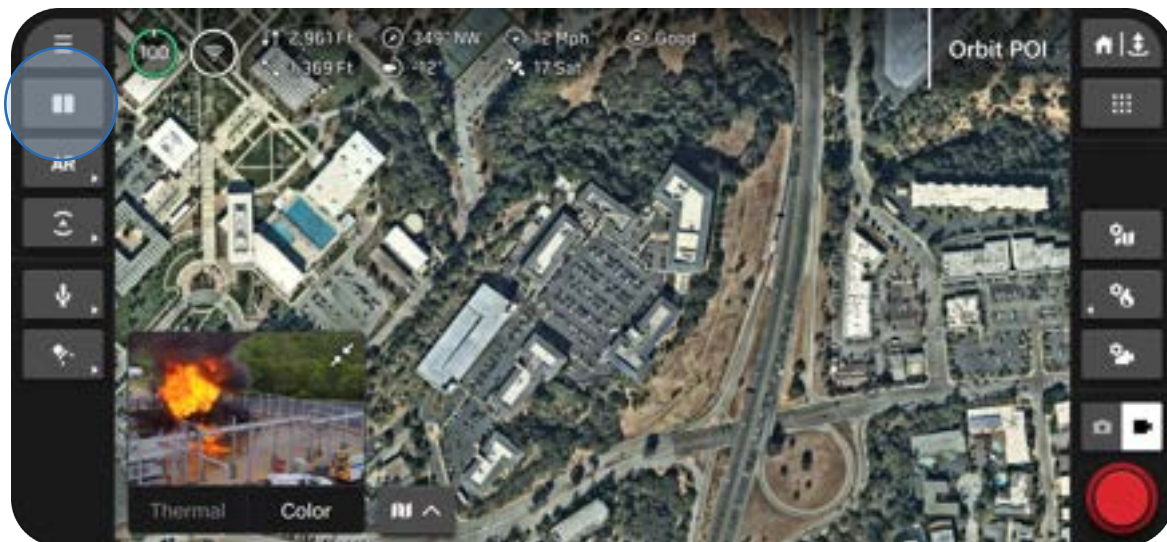 100
2,961 Ft
349° NW
12 Mph
Good
1,369 Ft
-12°
17 Sat
Orbit POI
AR
Thermal Color